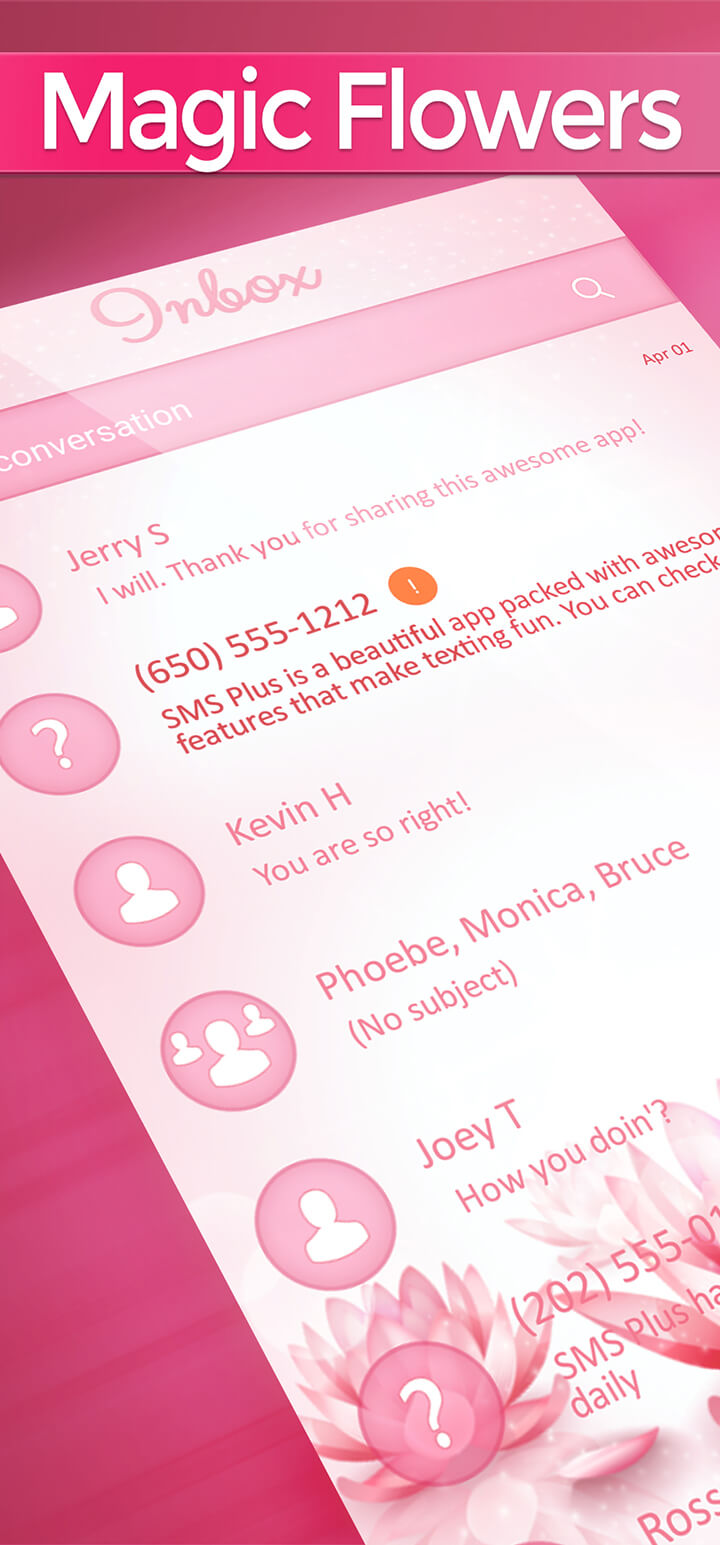 Magic Flowers
Inbox
conversation
Apr 01
Jerry S
I will. Thank you for sharing this awesome app!
(650) 555-1212
!
SMS Plus is a beautiful app packed with
features that make texting fun. You can check
?
Kevin H
You are so right!
Phoebe, Monica, Bruce
(No subject)
Joey T
How you doin'?
(202) 555-01
SMS Plus
daily
?
Ross